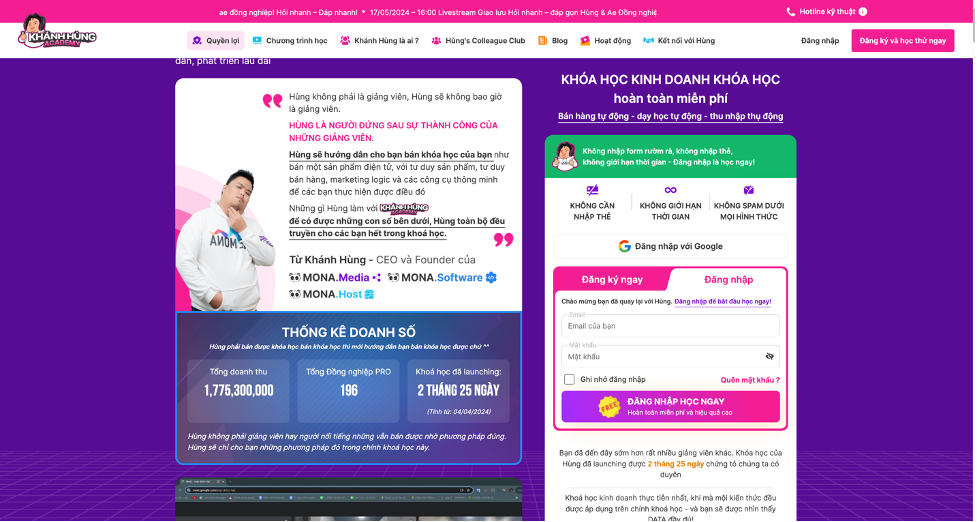 ae đồng nghiệp! Hỏi nhanh – Đáp nhanh! • 17/05/2024 – 16:00 Livestream Giao lưu Hỏi nhanh – đáp gọn Hùng & Ae Đồng nghiệ
Hotline kỹ thuật
KHÁNH HÙNG
ACADEMY
Quyền lợi
Chương trình học
Khánh Hùng là ai ?
Hùng's Colleague Club
Blog
Hoạt động
Kết nối với Hùng
Đăng nhập
Đăng ký và học thử ngay
dẫn, phát triển lâu dài
Hùng không phải là giảng viên, Hùng sẽ không bao giờ
là giảng viên.
HÙNG LÀ NGƯỜI ĐỨNG SAU SỰ THÀNH CÔNG CỦA
NHỮNG GIẢNG VIÊN.
Hùng sẽ hướng dẫn cho bạn bán khóa học của bạn như
bán một sản phẩm điện tử, với tư duy sản phẩm, tư duy
bán hàng, marketing logic và các công cụ thông minh
để các bạn thực hiện được điều đó
Những gì Hùng làm với KHÁNH HÙNG ACADEMY
để có được những con số bên dưới, Hùng toàn bộ đều
truyền cho các bạn hết trong khoá học.
Từ Khánh Hùng - CEO và Founder của
MONA.Media MONA.Software
MONA.Host
MONA
THỐNG KÊ DOANH SỐ
Hùng phải bán được khóa học bán khóa học thì mới hướng dẫn bạn bán khóa học được chứ ^^
Tổng doanh thu
1,775,300,000
Tổng Đồng nghiệp PRO
196
Khoá học đã launching:
2 THÁNG 25 NGÀY
(Tính từ: 04/04/2024)
Hùng không phải giảng viên hay người nổi tiếng nhưng vẫn bán được nhờ phương pháp đúng.
Hùng sẽ chỉ cho bạn những phương pháp đó trong chính khoá học này.
KHÓA HỌC KINH DOANH KHÓA HỌC
hoàn toàn miễn phí
Bán hàng tự động - dạy học tự động - thu nhập thụ động
Không nhập form rườm rà, không nhập thẻ,
không giới hạn thời gian - Đăng nhập là học ngay!
KHÔNG CẦN
NHẬP THẺ
KHÔNG GIỚI HẠN
THỜI GIAN
KHÔNG SPAM DƯỚI
MỌI HÌNH THỨC
Đăng nhập với Google
Đăng ký ngay
Đăng nhập
Chào mừng bạn đã quay lại với Hùng. Đăng nhập để bắt đầu học ngay!
Email
Email của bạn
Mật khẩu
Mật khẩu
Ghi nhớ đăng nhập
Quên mật khẩu ?
FREE
ĐĂNG NHẬP HỌC NGAY
Hoàn toàn miễn phí và hiệu quả cao
Bạn đã đến đây sớm hơn rất nhiều giảng viên khác. Khóa học của
Hùng đã launching được 2 tháng 25 ngày chứng tỏ chúng ta có
duyên
Khoá học kinh doanh thực tiễn nhất, khi mà mọi kiến thức đều
được áp dụng trên chính khoá học - và bạn sẽ được nhìn thấy
DATA đầy đủ!